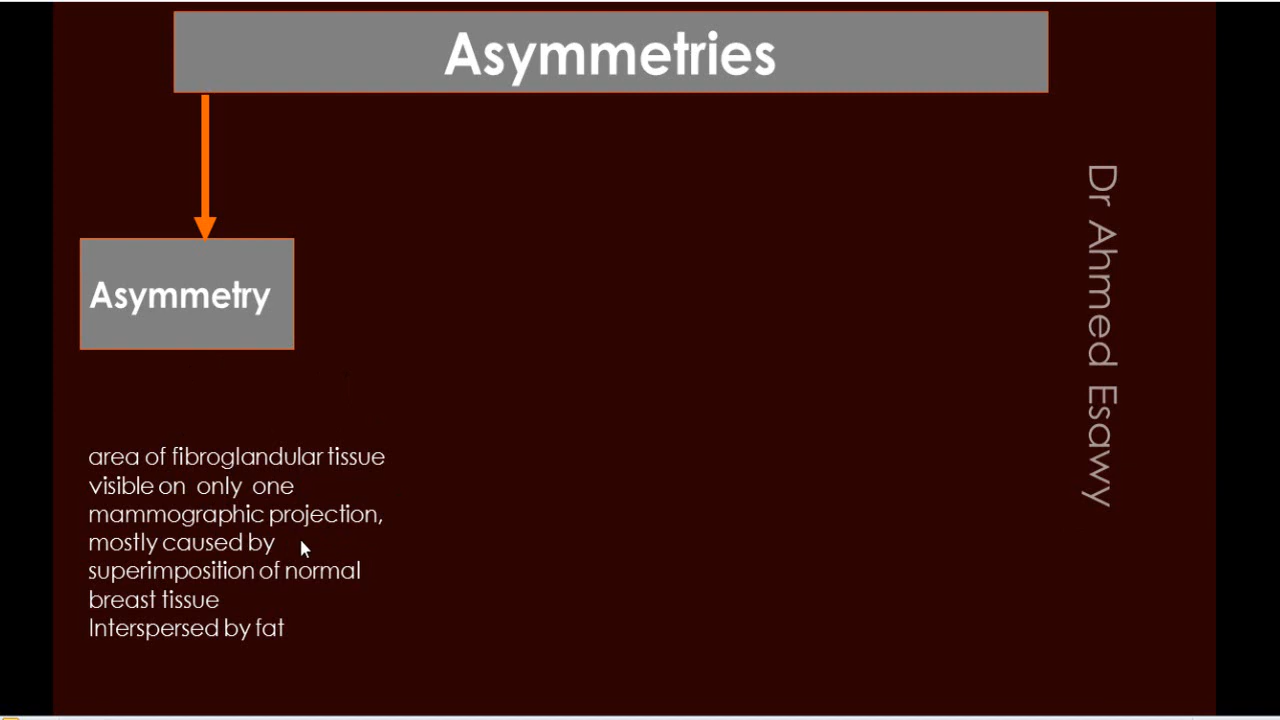 Asymmetries
Asymmetry
area of fibroglandular tissue
visible on only one
mammographic projection,
mostly caused by
superimposition of normal
breast tissue
Interspersed by fat
Dr Ahmed Esawy